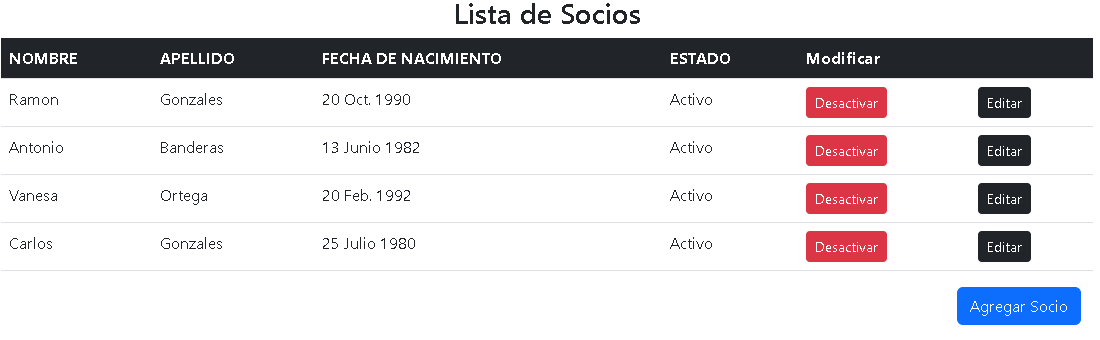 Lista de Socios
NOMBRE APELLIDO FECHA DE NACIMIENTO ESTADO Modificar
Ramon Gonzales 20 Oct. 1990 Activo Desactivar Editar
Antonio Banderas 13 Junio 1982 Activo Desactivar Editar
Vanesa Ortega 20 Feb. 1992 Activo Desactivar Editar
Carlos Gonzales 25 Julio 1980 Activo Desactivar Editar
Agregar Socio